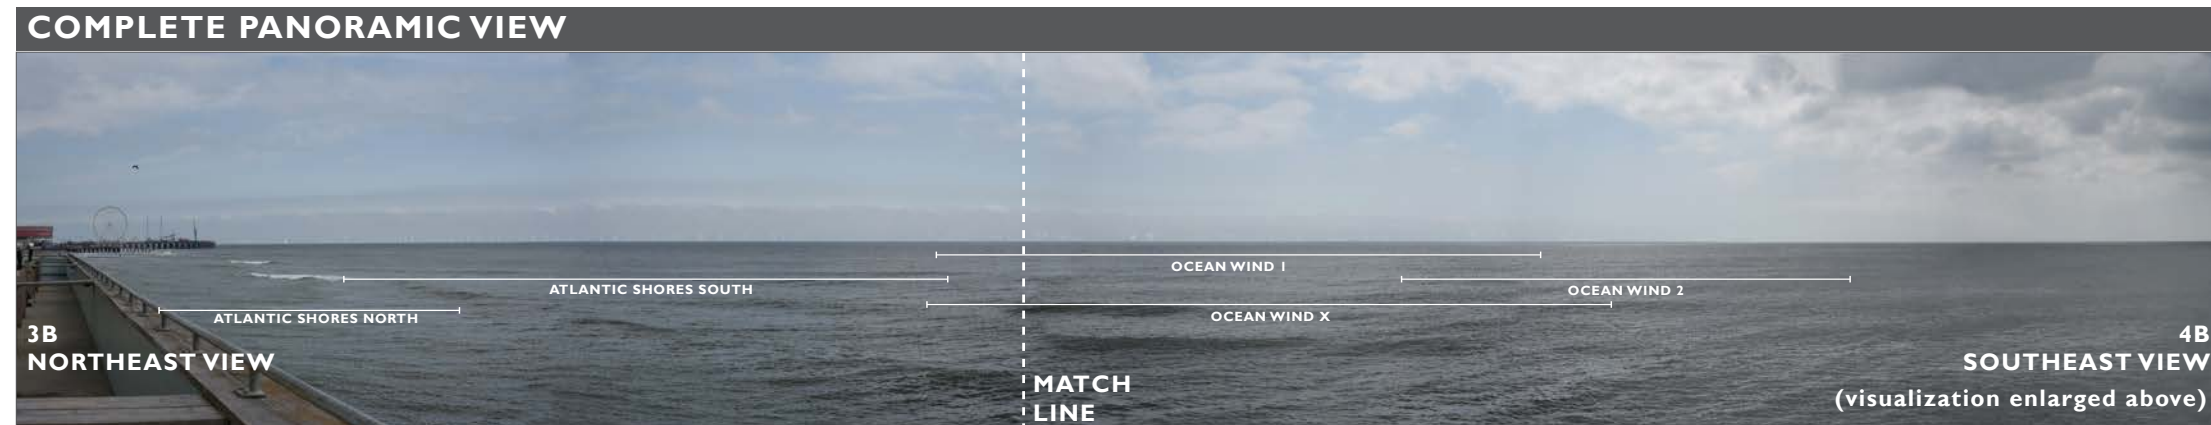 COMPLETE PANORAMIC VIEW
OCEAN WIND 1
ATLANTIC SHORES SOUTH
OCEAN WIND 2
ATLANTIC SHORES NORTH
OCEAN WIND X
3B
NORTHEAST VIEW
MATCH
LINE
4B
SOUTHEAST VIEW
(visualization enlarged above)